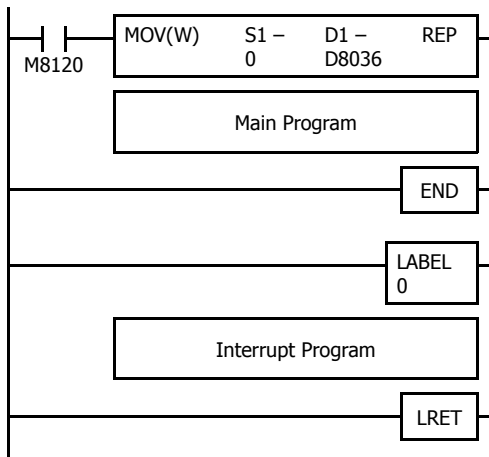 MOV(W) S1 – D1 – REP
0 D8036
M8120
Main Program
END
LABEL
0
Interrupt Program
LRET